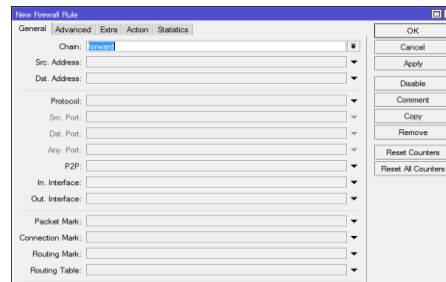 New Firewall Rule
General Advanced Extra Action Statistics
Chain: forward
Src. Address:
Dst. Address:
Protocol:
Src. Port:
Dst. Port:
Any. Port:
P2P:
In. Interface:
Out. Interface:
Packet Mark:
Connection Mark:
Routing Mark:
Routing Table:
OK
Cancel
Apply
Disable
Comment
Copy
Remove
Reset Counters
Reset All Counters